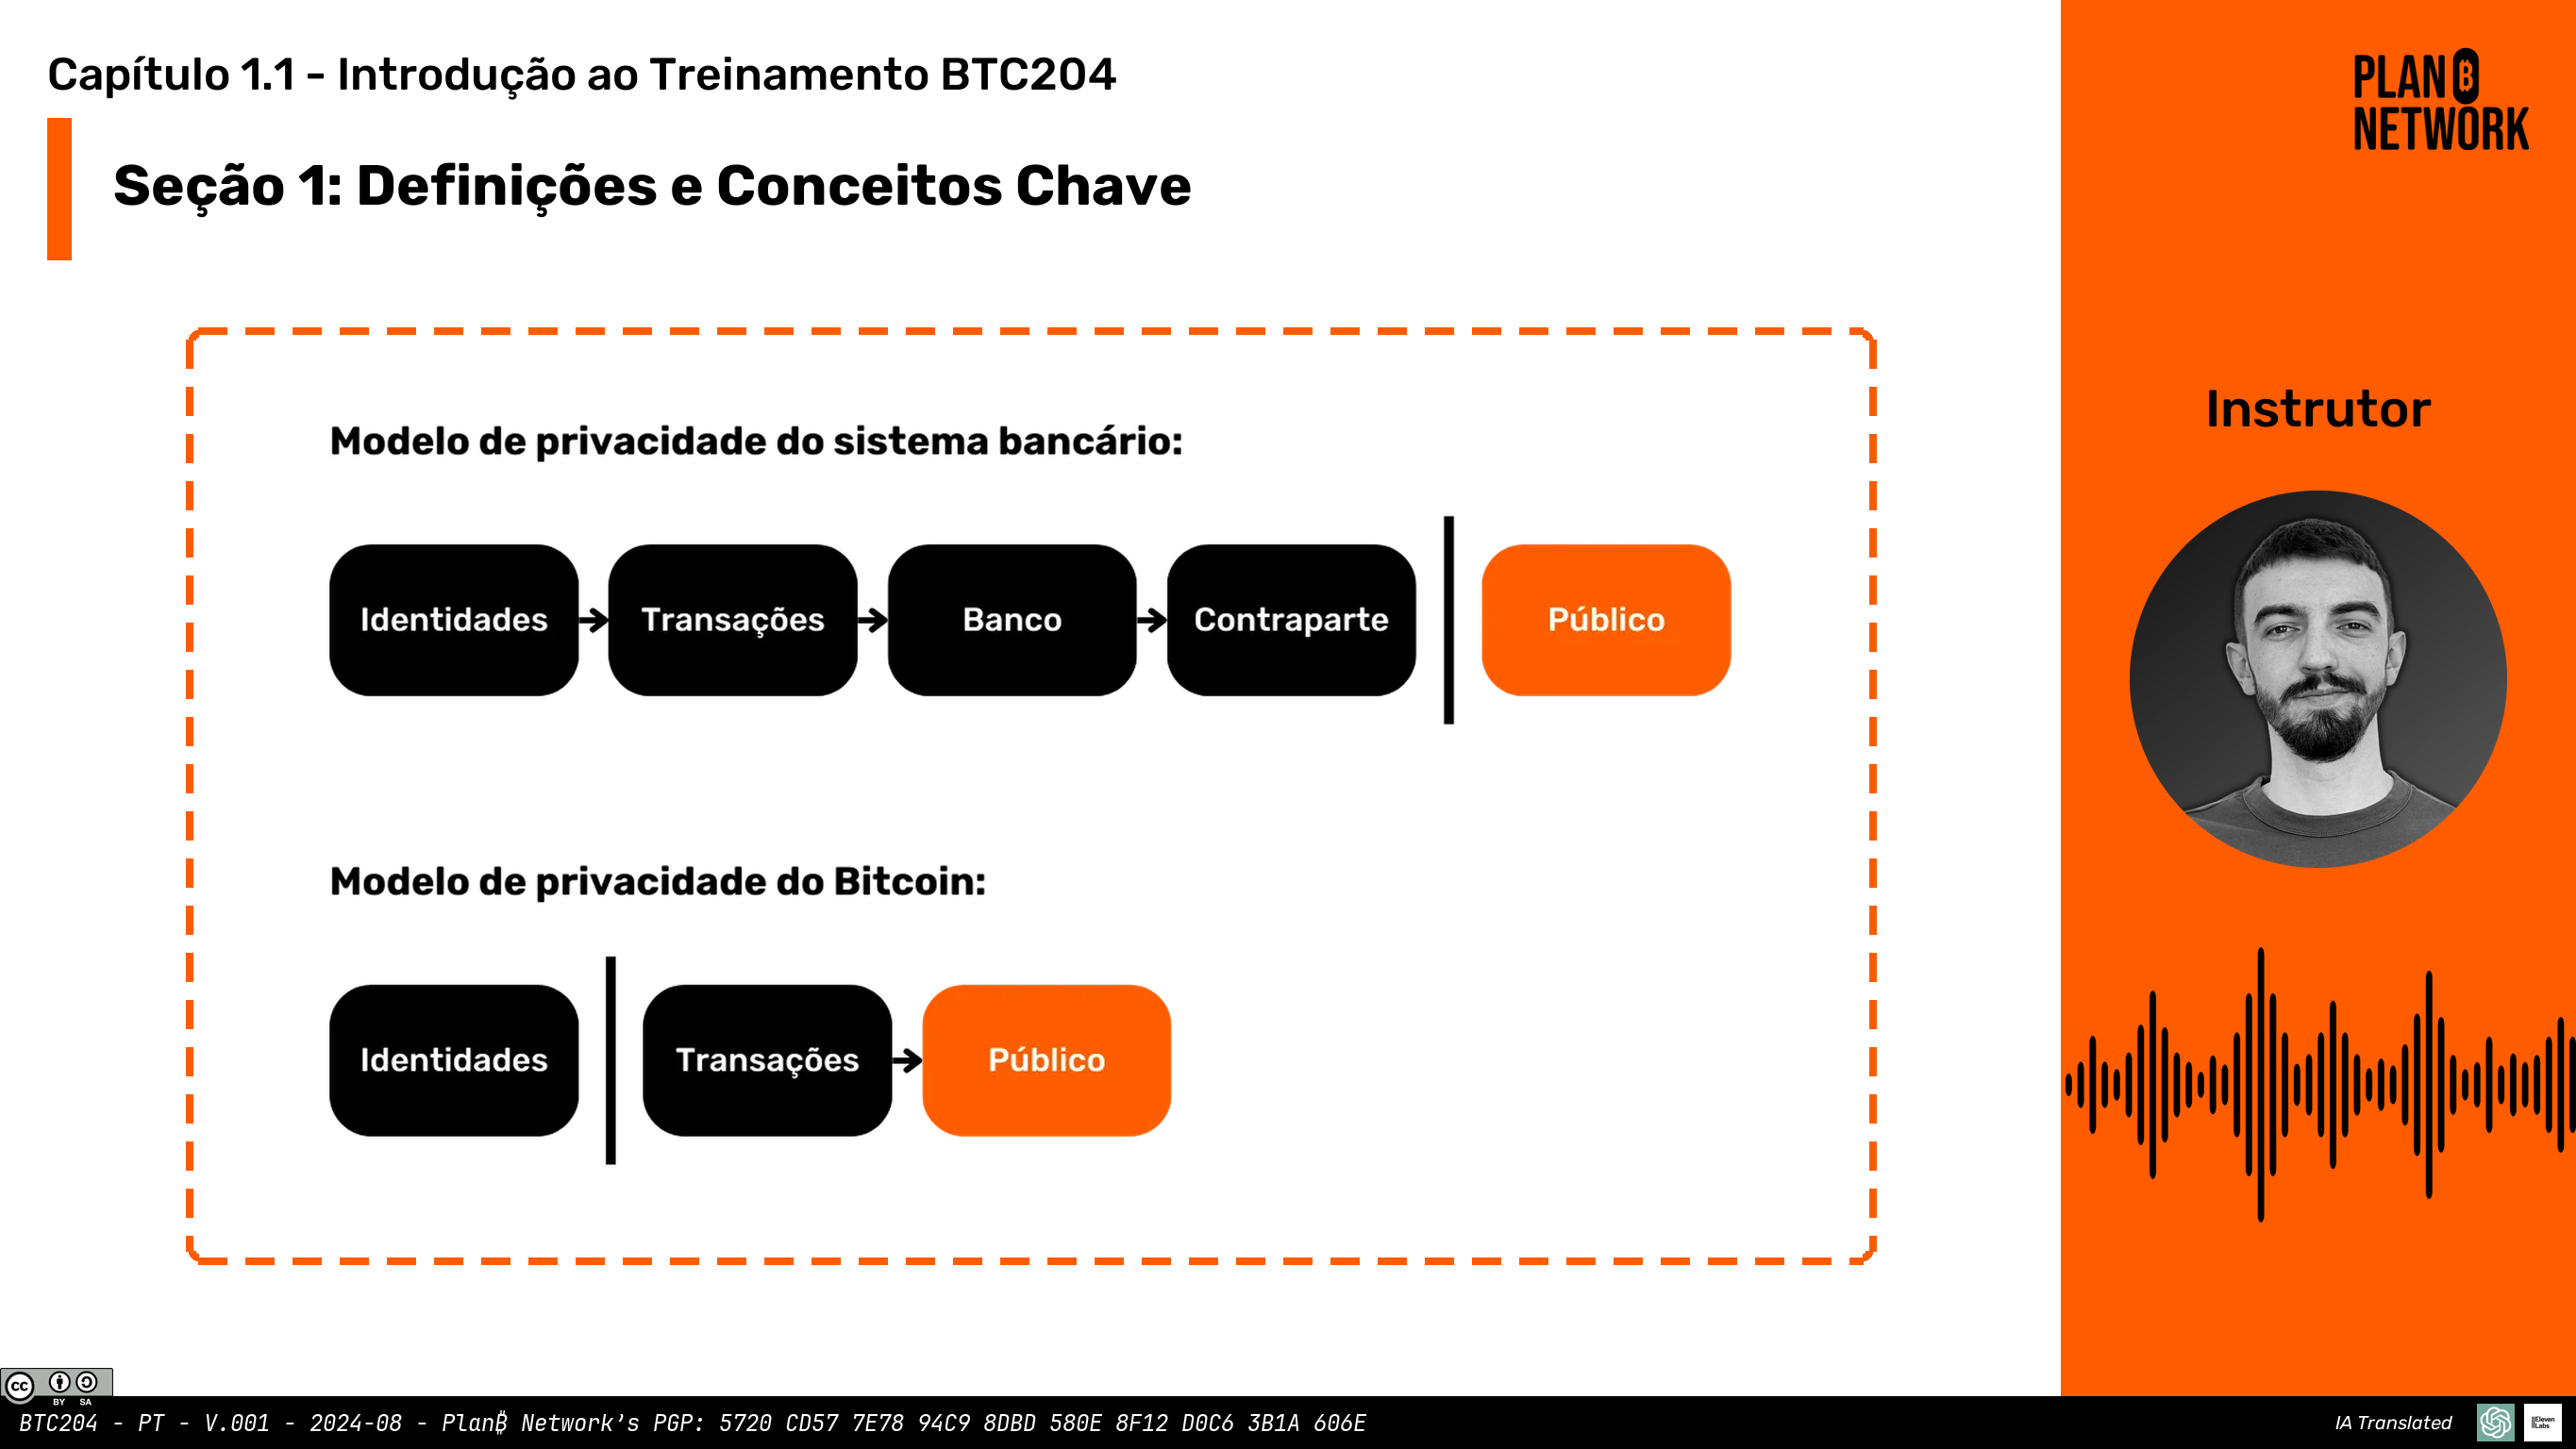 Capítulo 1.1 - Introdução ao Treinamento BTC204
Seção 1: Definições e Conceitos Chave
PLAN ₿
NETWORK
Instrutor
Modelo de privacidade do sistema bancário:
Identidades
Transações
Banco
Contraparte
Público
Modelo de privacidade do Bitcoin:
Identidades
Transações
Público
cc
BY SA
BTC204 - PT - V.001 - 2024-08 - Plan₿ Network's PGP: 5720 CD57 7E78 94C9 8DBD 580E 8F12 D0C6 3B1A 606E
IA Translated
IIElevenLabs